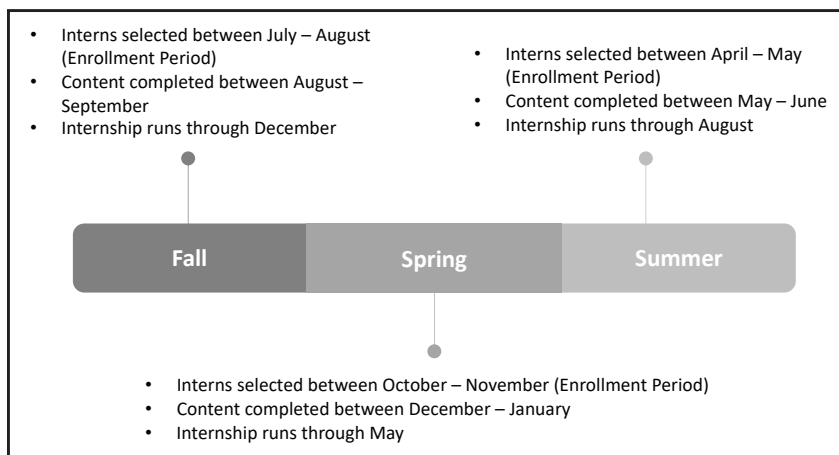 • Interns selected between July – August
(Enrollment Period)
• Content completed between August –
September
• Internship runs through December
• Interns selected between April – May
(Enrollment Period)
• Content completed between May – June
• Internship runs through August
Fall
Spring
Summer
• Interns selected between October – November (Enrollment Period)
• Content completed between December – January
• Internship runs through May